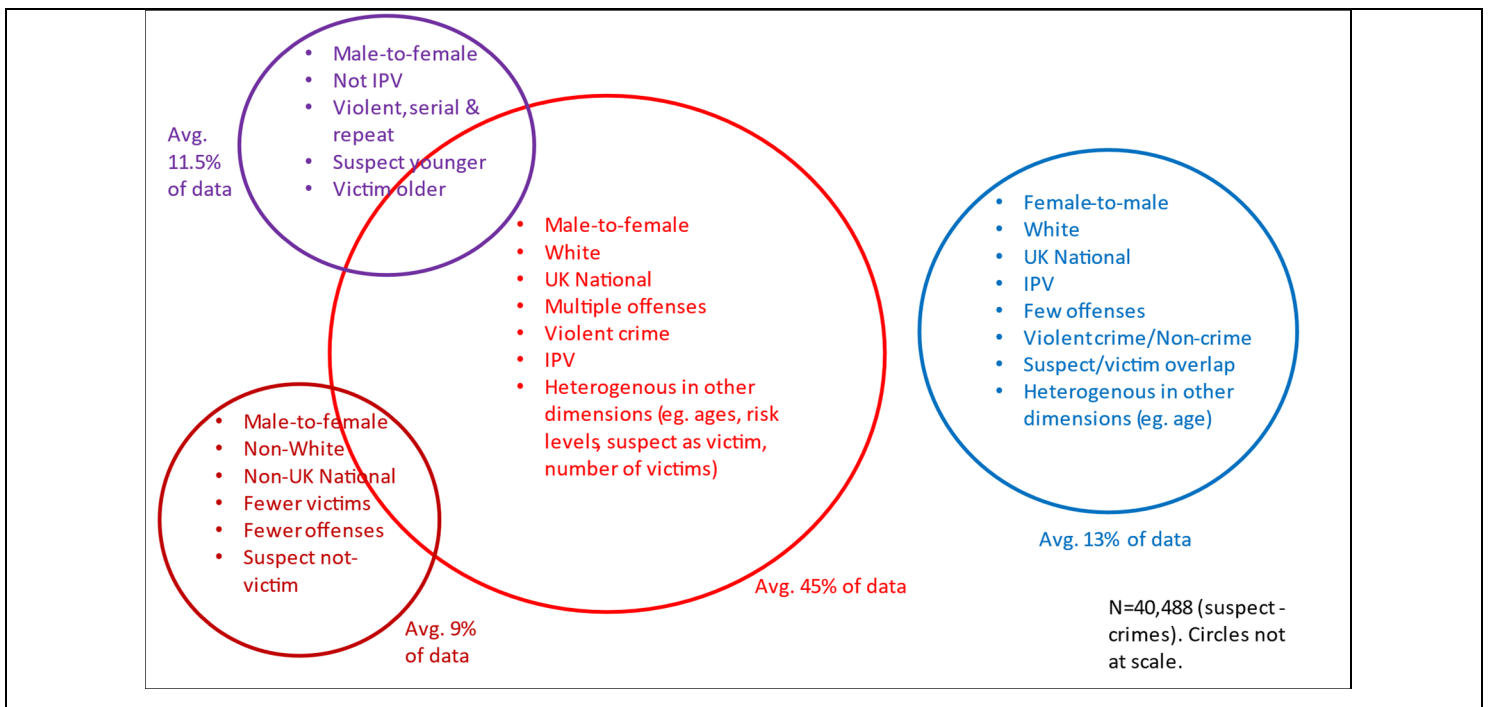 • Male-to-female
• Not IPV
• Violent, serial &
repeat
• Suspect younger
• Victim older
Avg.
11.5%
of data
• Male-to-female
• White
• UK National
• Multiple offenses
• Violent crime
• IPV
• Heterogenous in other
dimensions (eg. ages, risk
levels, suspect as victim,
number of victims)
Avg. 45% of data
• Female-to-male
• White
• UK National
• IPV
• Few offenses
• Violent crime/Non-crime
• Suspect/victim overlap
• Heterogenous in other
dimensions (eg. age)
Avg. 13% of data
• Male-to-female
• Non-White
• Non-UK National
• Fewer victims
• Fewer offenses
• Suspect not-
victim
Avg. 9%
of data
N=40,488 (suspect -
crimes). Circles not
at scale.